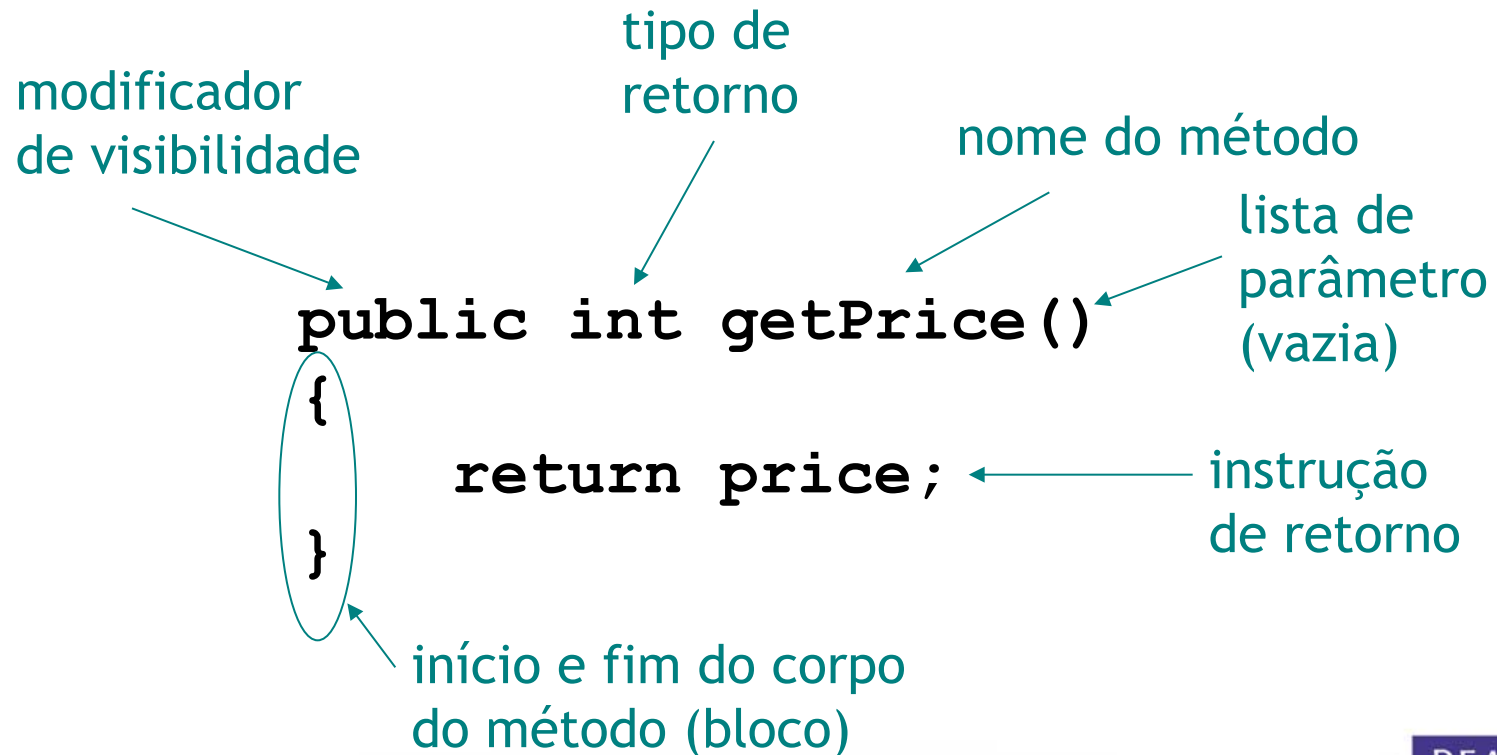 tipo de
retorno
modificador
de visibilidade
nome do método
lista de
parâmetro
(vazia)
public int getPrice()
{
return price;
}
instrução
de retorno
início e fim do corpo
do método (bloco)